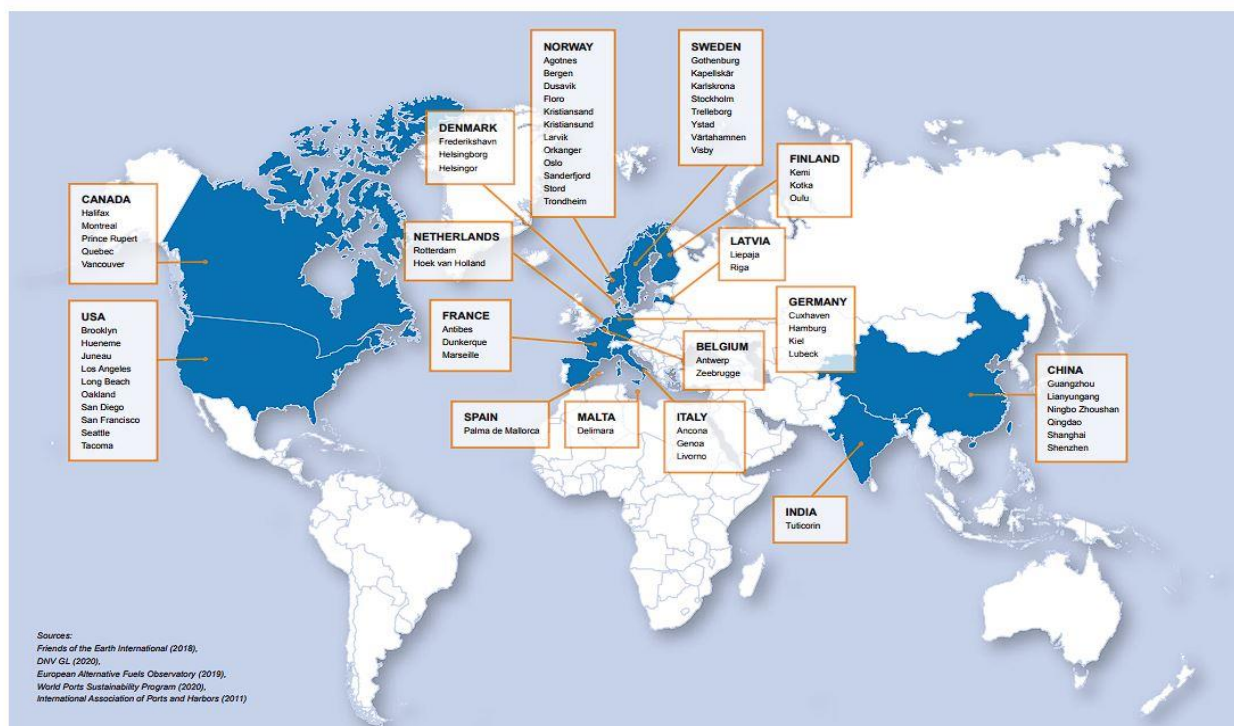 NORWAY
Agotnes
Bergen
Dusavik
Floro
Kristiansand
Kristiansund
Larvik
Orkanger
Oslo
Sanderfjord
Stord
Trondheim
SWEDEN
Gothenburg
Kapellskär
Karlskrona
Stockholm
Trelleborg
Ystad
Värtahamnen
Visby
DENMARK
Frederikshavn
Helsingborg
Helsingor
FINLAND
Kemi
Kotka
Oulu
CANADA
Halifax
Montreal
Prince Rupert
Quebec
Vancouver
NETHERLANDS
Rotterdam
Hoek van Holland
LATVIA
Liepaja
Riga
USA
Brooklyn
Hueneme
Juneau
Los Angeles
Long Beach
Oakland
San Diego
San Francisco
Seattle
Tacoma
FRANCE
Antibes
Dunkerque
Marseille
GERMANY
Cuxhaven
Hamburg
Kiel
Lubeck
BELGIUM
Antwerp
Zeebrugge
CHINA
Guangzhou
Lianyungang
Ningbo Zhoushan
Qingdao
Shanghai
Shenzhen
SPAIN
Palma de Mallorca
MALTA
Delimara
ITALY
Ancona
Genoa
Livorno
INDIA
Tuticorin
Sources:
Friends of the Earth International (2018),
DNV GL (2020),
European Alternative Fuels Observatory (2019),
World Ports Sustainability Program (2020),
International Association of Ports and Harbors (2011)